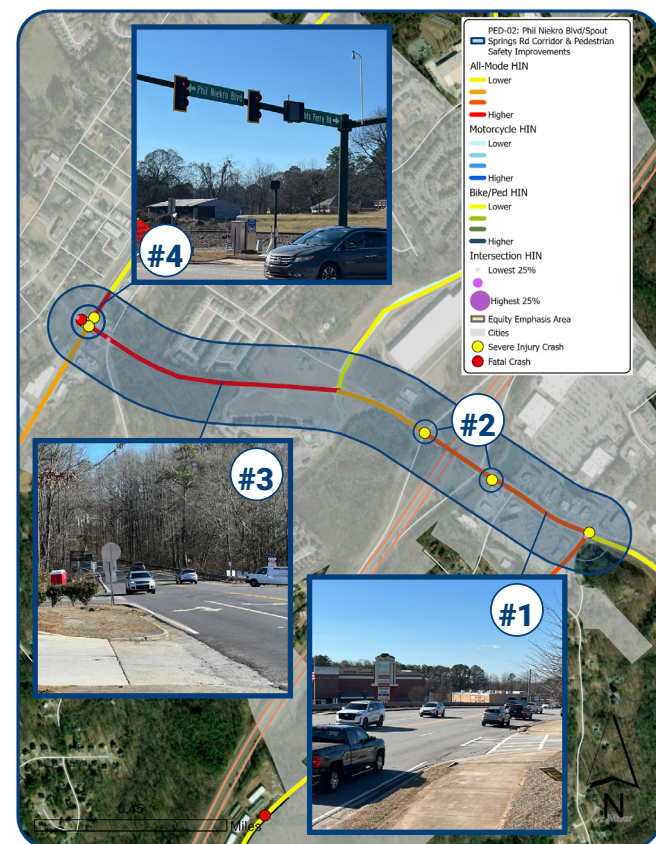 PED-02: Phil Niekro Blvd/Spout
Springs Rd Corridor & Pedestrian
Safety Improvements
All-Mode HIN
Lower
Higher
Motorcycle HIN
Lower
Higher
Bike/Ped HIN
Lower
Higher
Intersection HIN
Lowest 25%
Highest 25%
Equity Emphasis Area
Cities
Severe Injury Crash
Fatal Crash
Phil Niekro Blvd
Ferry Rd
#4
#2
#3
#1
0.45
Miles
N